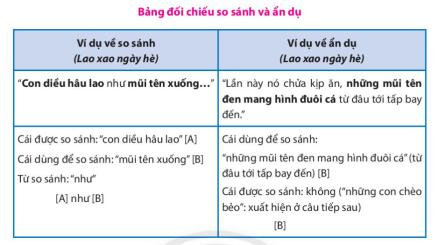 Bảng đối chiếu so sánh và ẩn dụ
Ví dụ về so sánh
(Lao xao ngày hè)
Ví dụ về ẩn dụ
(Lao xao ngày hè)
“Con diều hâu lao như mũi tên xuống...”
“Lần này nó chửa kịp ăn, những mũi tên
đen mang hình đuôi cá từ đâu tới tấp bay
đến.”
Cái được so sánh: “con diều hâu lao” [A]
Cái dùng để so sánh: “mũi tên xuống” [B]
Từ so sánh: “như”
[A] như [B]
Cái dùng để so sánh:
“những mũi tên đen mang hình đuôi cá” (từ
đâu tới tấp bay đến) [B]
Cái được so sánh: không (“những con chèo
bẻo”: xuất hiện ở câu tiếp sau)
[B]